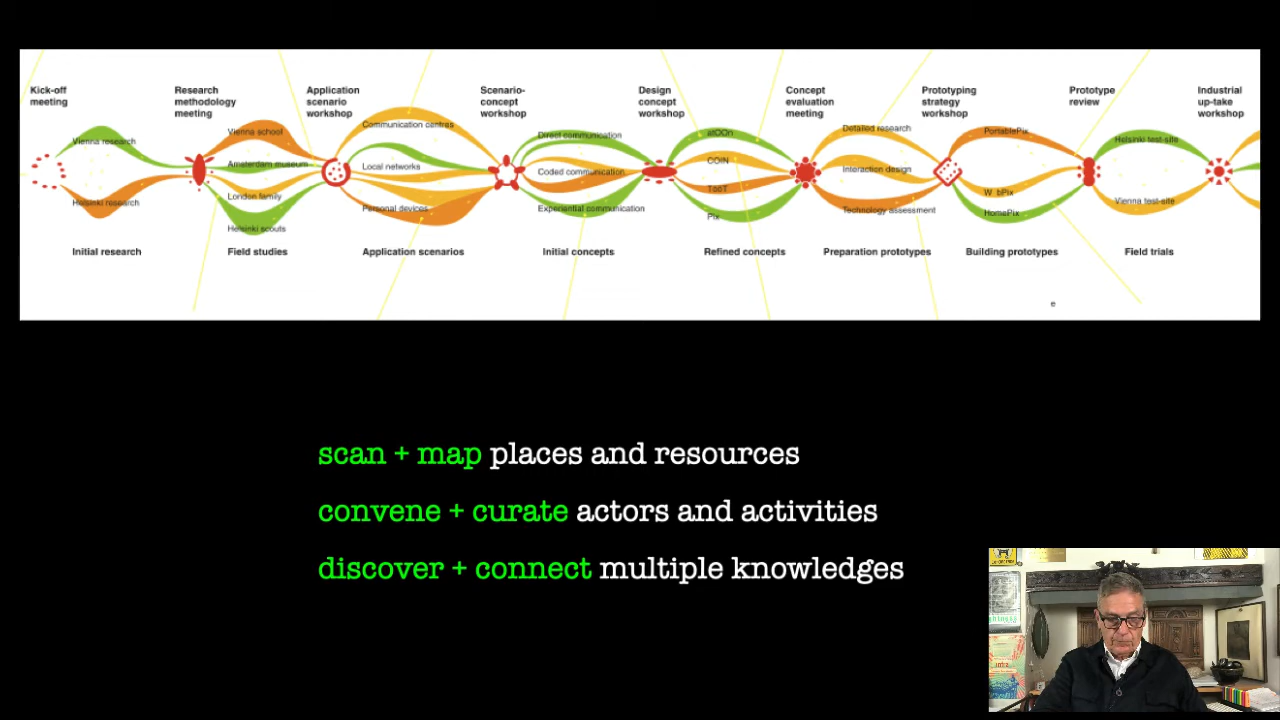 Kick-off
meeting
Research
methodology
meeting
Application
scenario
workshop
Scenario-
concept
workshop
Design
concept
workshop
Concept
evaluation
meeting
Prototyping
strategy
workshop
Prototype
review
Industrial
up-take
workshop
Vienna research
Helsinki research
Vienna school
Amsterdam museum
London family
Helsinki scouts
Communication centres
Local networks
Personal devices
Direct communication
Coded communication
Experiential communication
COIN
TooT
Pix
Detailed research
Interaction design
Technology assessment
PortablePix
HomePix
Helsinki test-site
Vienna test-site
Initial research
Field studies
Application scenarios
Initial concepts
Refined concepts
Preparation prototypes
Building prototypes
Field trials
e
scan + map places and resources
convene + curate actors and activities
discover + connect multiple knowledges